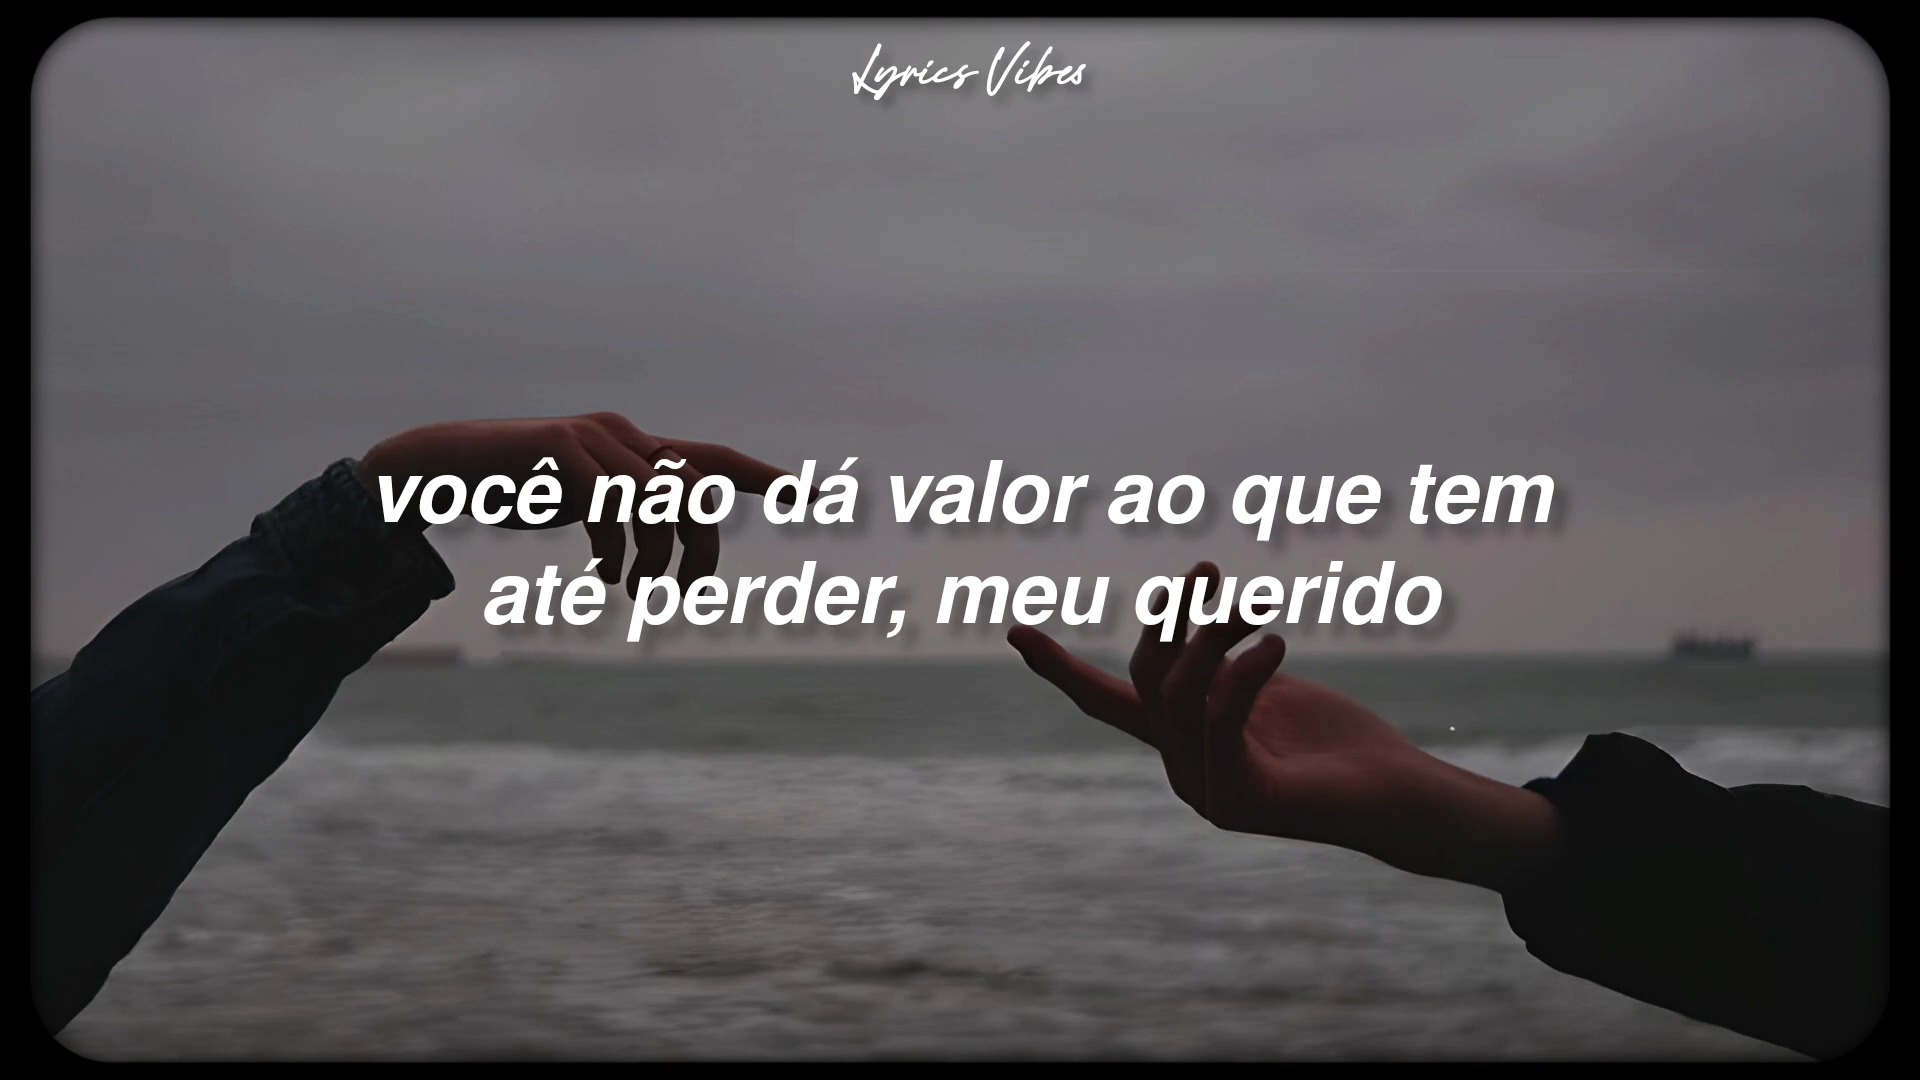 Lyrics Vibes
você não dá valor ao que tem
até perder, meu querido